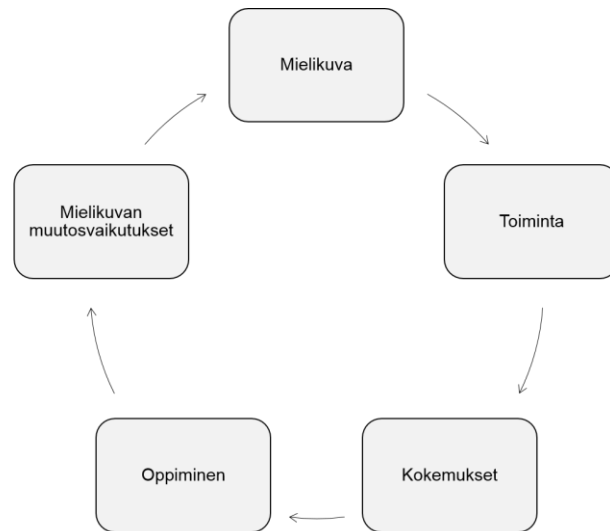 Mielikuva
Toiminta
Kokemukset
Oppiminen
Mielikuvan
muutosvaikutukset